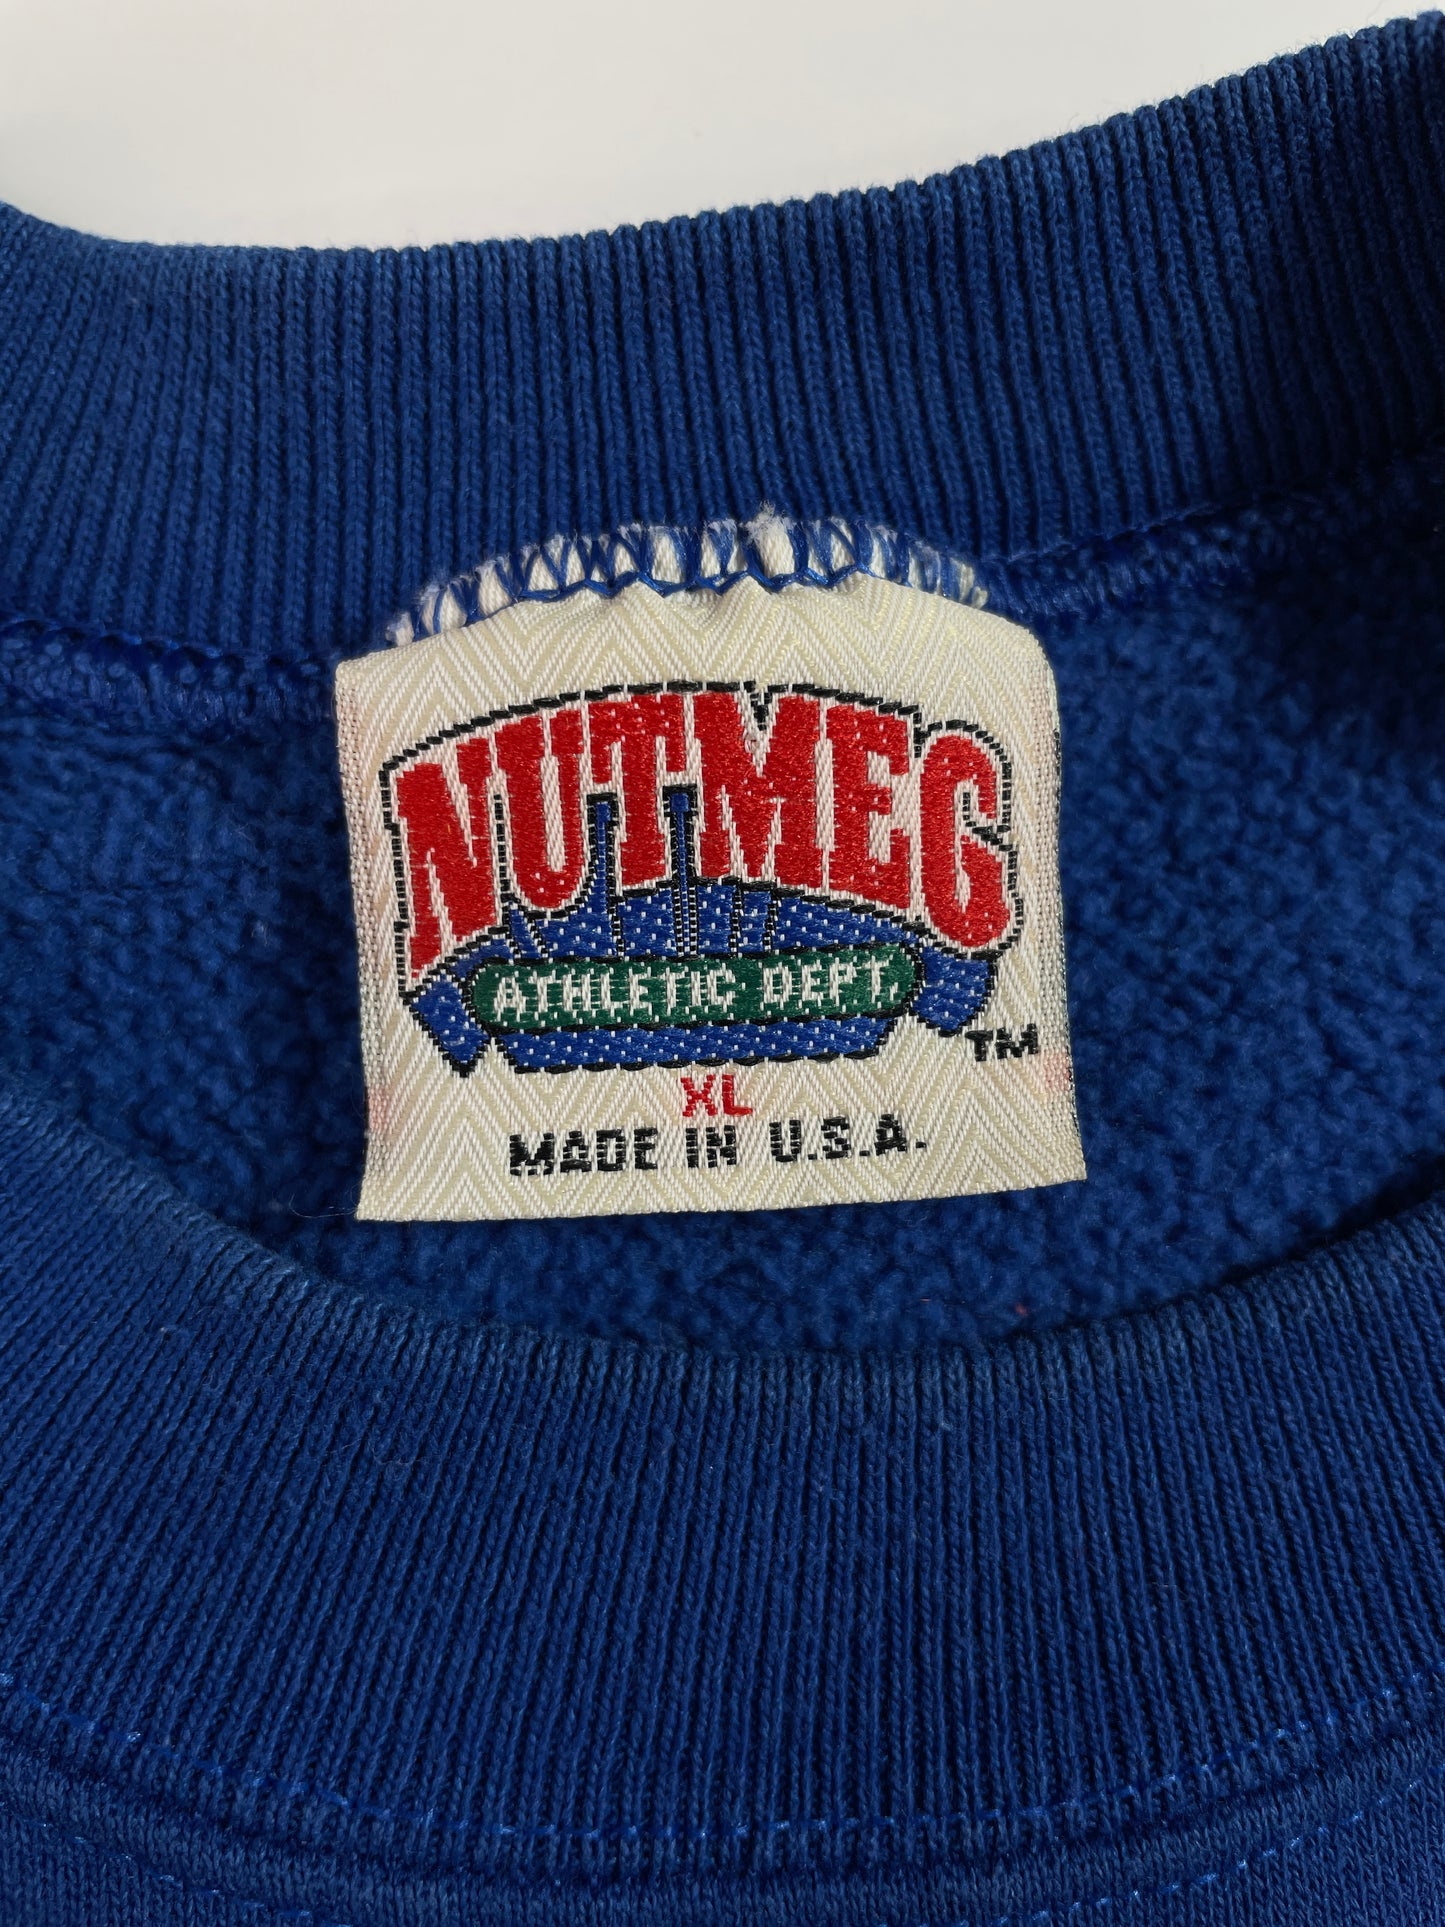 NUTMEG
ATHLETIC DEPT.
TM
XL
MADE IN U.S.A.